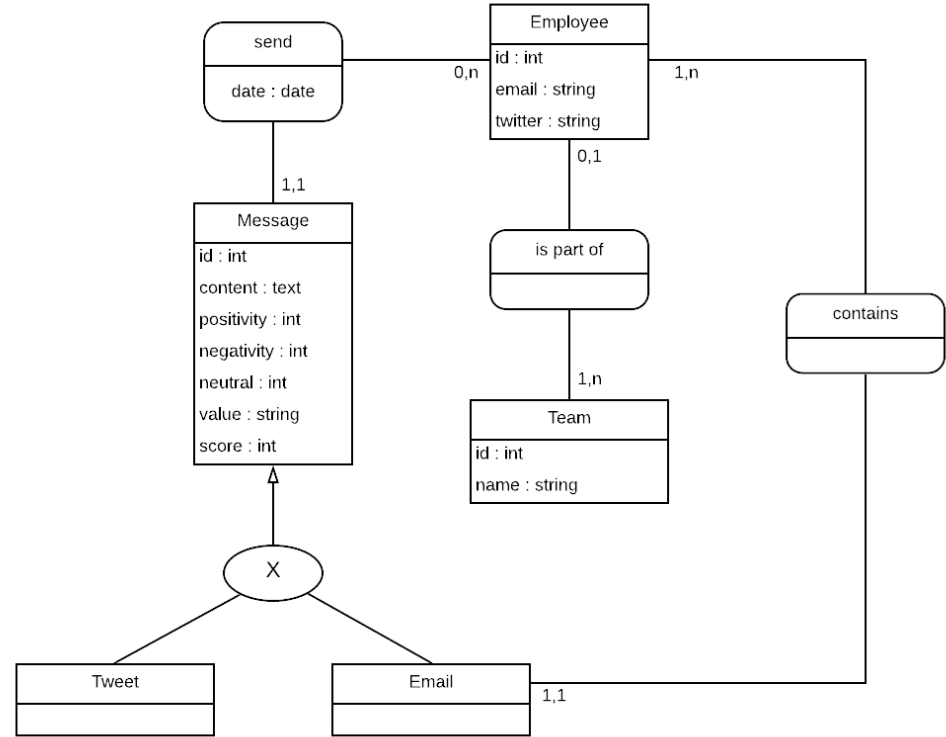 send
date : date
Employee
id : int
email : string
twitter : string
0,n
1,n
1,1
0,1
Message
id : int
content : text
positivity : int
negativity : int
neutral : int
value : string
score : int
is part of
contains
1,n
Team
id : int
name : string
X
Tweet
Email
1,1